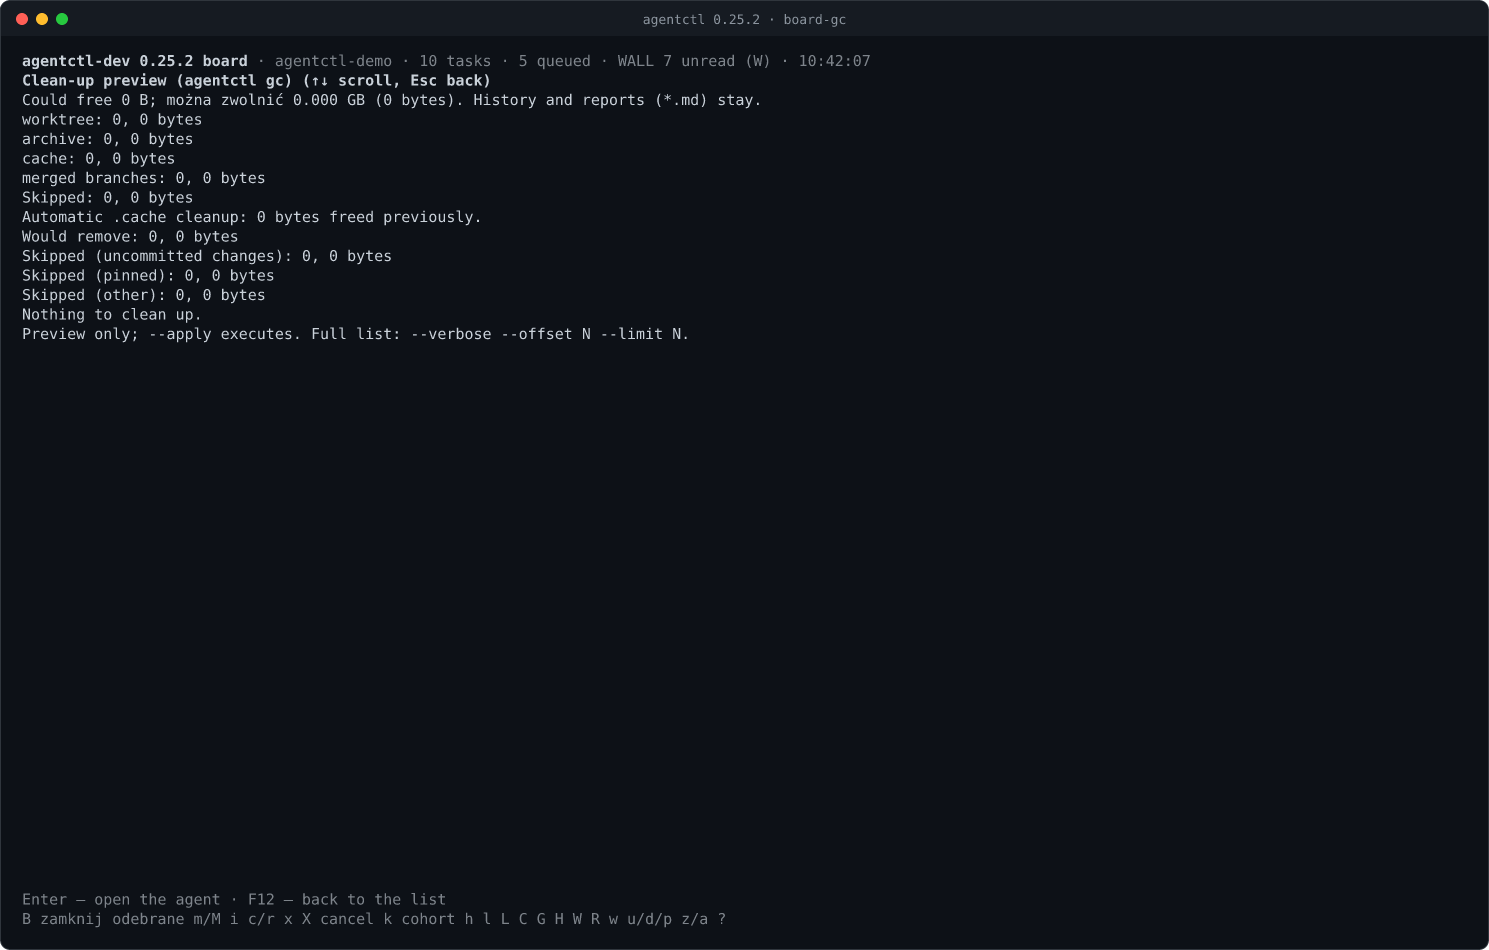 agentctl 0.25.2 · board-gc
agentctl-dev 0.25.2 board · agentctl-demo · 10 tasks · 5 queued · WALL 7 unread (W) · 10:42:07
Clean-up preview (agentctl gc) (↑↓ scroll, Esc back)
Could free 0 B; można zwolnić 0.000 GB (0 bytes). History and reports (*.md) stay.
worktree: 0, 0 bytes
archive: 0, 0 bytes
cache: 0, 0 bytes
merged branches: 0, 0 bytes
Skipped: 0, 0 bytes
Automatic .cache cleanup: 0 bytes freed previously.
Would remove: 0, 0 bytes
Skipped (uncommitted changes): 0, 0 bytes
Skipped (pinned): 0, 0 bytes
Skipped (other): 0, 0 bytes
Nothing to clean up.
Preview only; --apply executes. Full list: --verbose --offset N --limit N.
Enter — open the agent · F12 — back to the list
B zamknij odebrane m/M i c/r x X cancel k cohort h l L C G H W R w u/d/p z/a ?